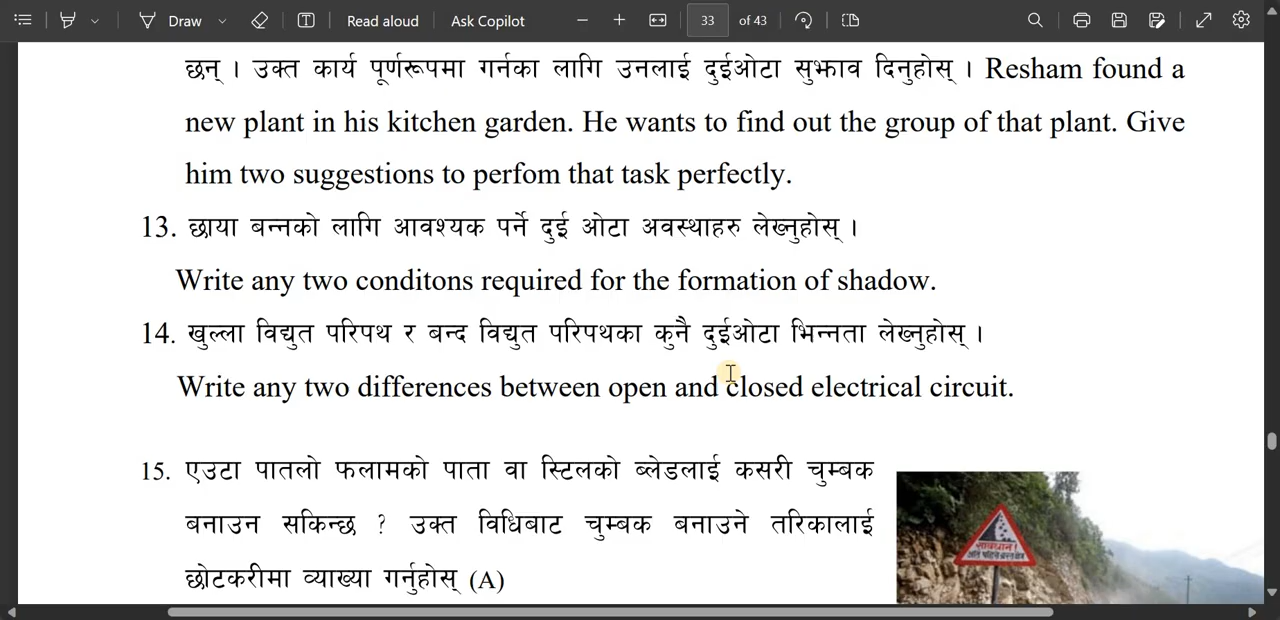 Draw
Read aloud
Ask Copilot
33
of 43
छन् । उक्त कार्य पूर्णरूपमा गर्नका लागि उनलाई दुईओटा सुझाव दिनुहोस् । Resham found a
new plant in his kitchen garden. He wants to find out the group of that plant. Give
him two suggestions to perfom that task perfectly.
13. छाया बन्नको लागि आवश्यक पर्ने दुई ओटा अवस्थाहरु लेख्नुहोस् ।
Write any two conditons required for the formation of shadow.
14. खुल्ला विद्युत परिपथ र बन्द विद्युत परिपथका कुनै दुईओटा भिन्नता लेख्नुहोस् ।
Write any two differences between open and closed electrical circuit.
15. एउटा पातलो फलामको पाता वा स्टिलको ब्लेडलाई कसरी चुम्बक
बनाउन सकिन्छ ? उक्त विधिबाट चुम्बक बनाउने तरिकालाई
छोटकरीमा व्याख्या गर्नुहोस् (A)
सावधान !